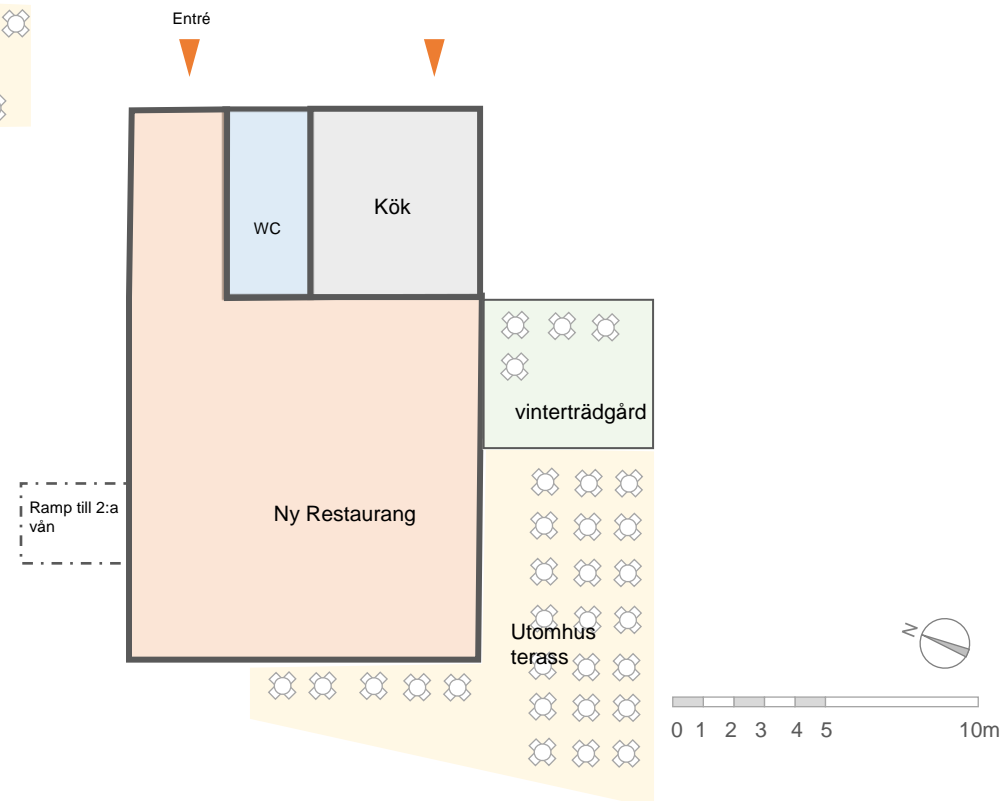 Entré
WC
Kök
vinterträdgård
Ramp till 2:a
vån
Ny Restaurang
Utomhus
terass
N
0 1 2 3 4 5 10m